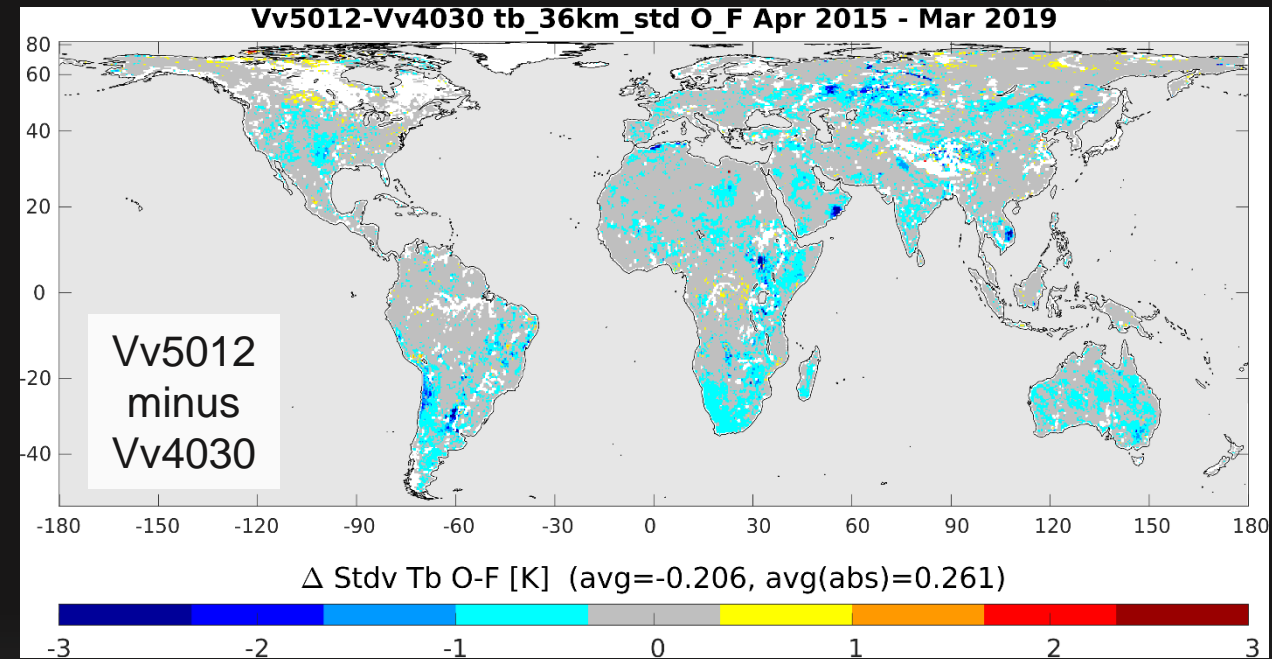 Vv5012-Vv4030 tb_36km_std O_F Apr 2015 - Mar 2019
80
60
40
20
0
-20
-40
Vv5012
minus
Vv4030
-180 -150 -120 -90 -60 -30 0 30 60 90 120 150 180
Δ Stdv Tb O-F [K] (avg=-0.206, avg(abs)=0.261)
-3 -2 -1 0 1 2 3